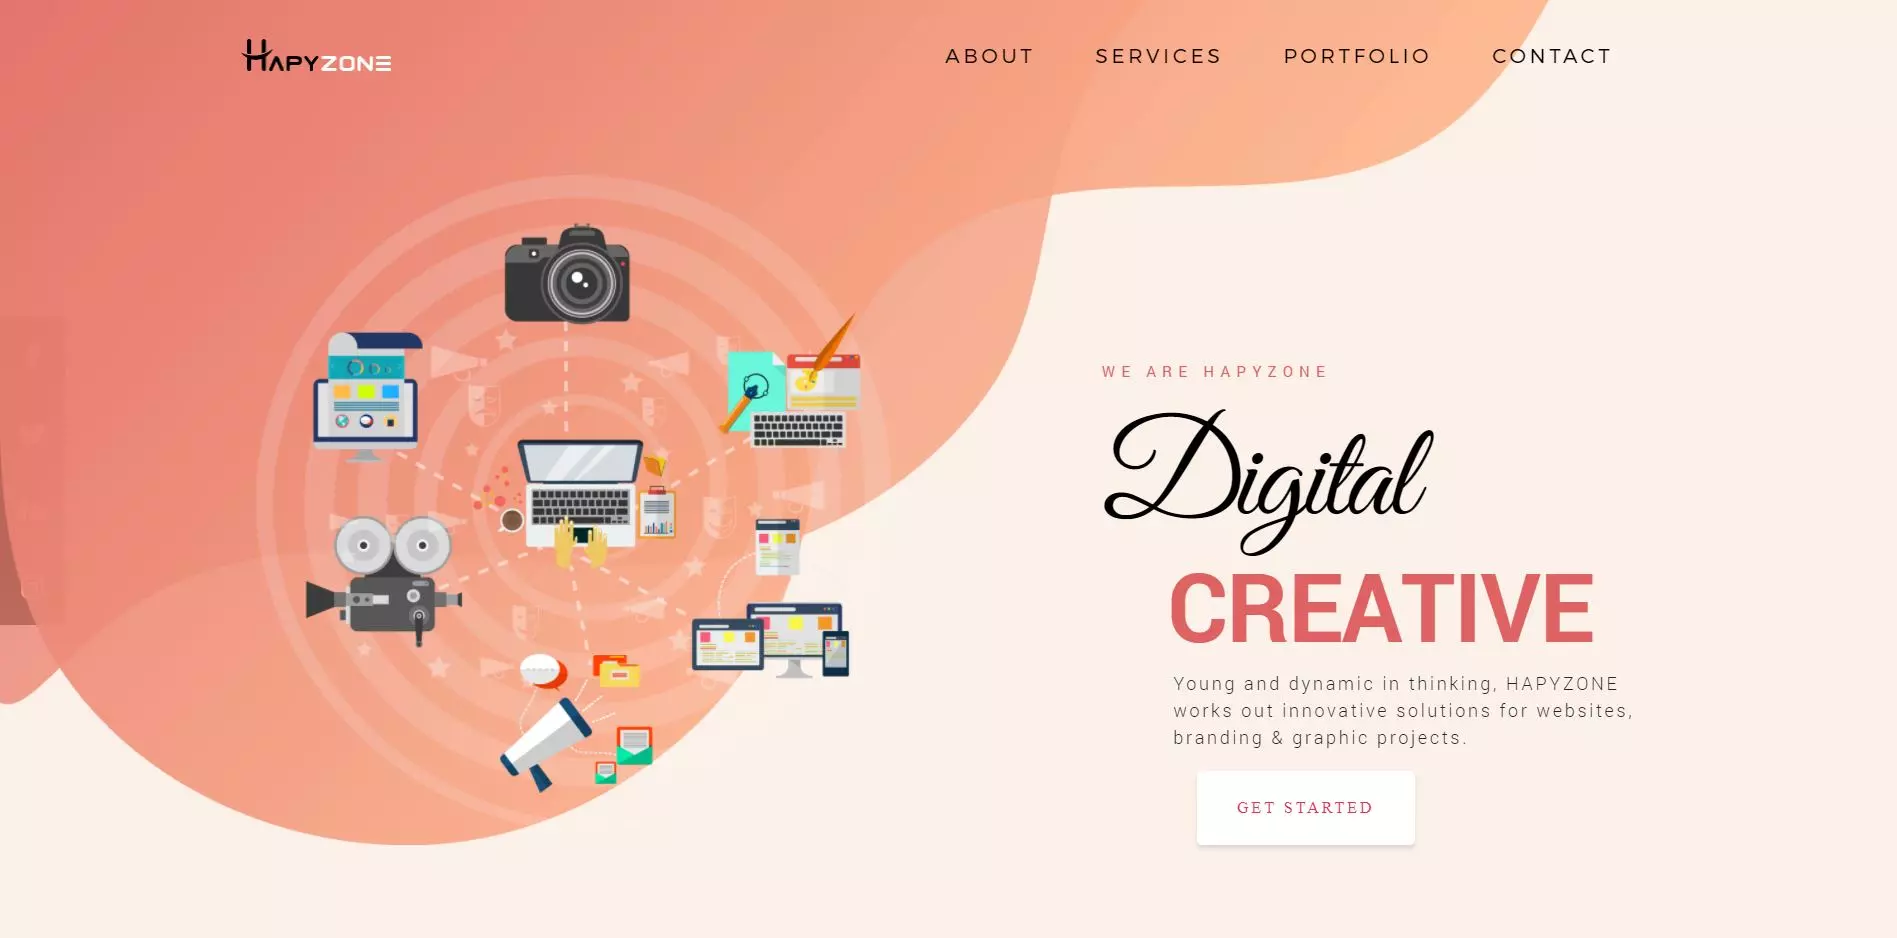 HAPYZONE
ABOUT SERVICES PORTFOLIO CONTACT
WE ARE HAPYZONE
Digital
CREATIVE
Young and dynamic in thinking, HAPYZONE
works out innovative solutions for websites,
branding & graphic projects.
GET STARTED